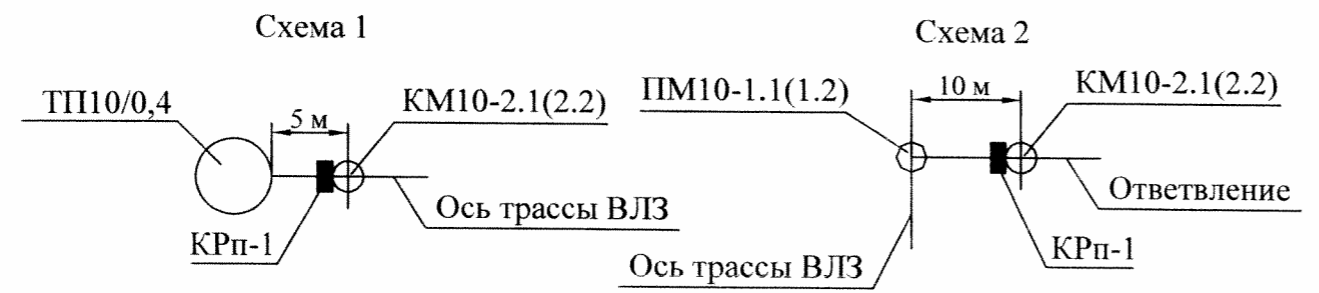 Схема 1
ТП10/0,4
5 м
КМ10-2.1(2.2)
Ось трассы ВЛЗ
КРп-1
Схема 2
ПМ10-1.1(1.2)
10 м
КМ10-2.1(2.2)
Ответвление
КРп-1
Ось трассы ВЛЗ